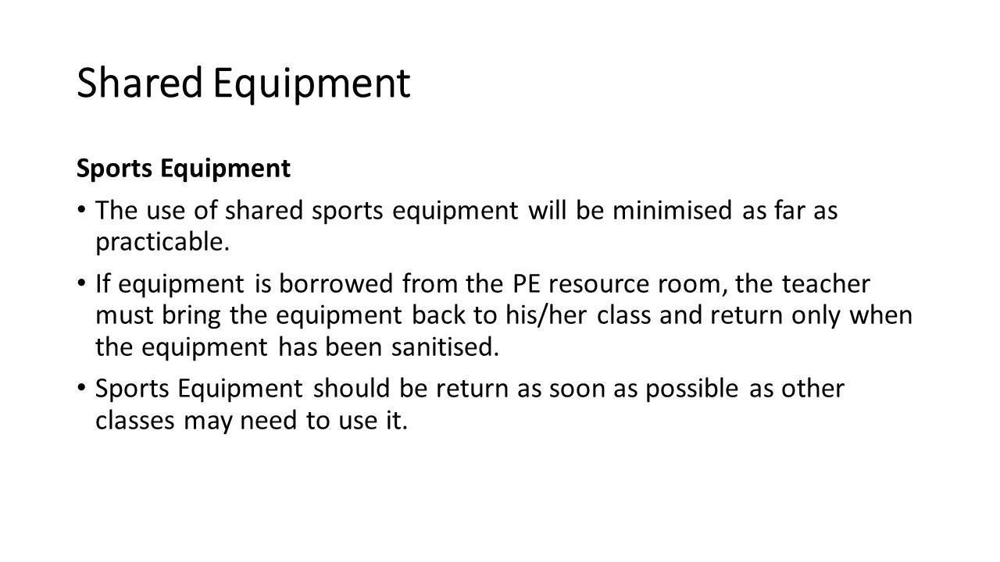 Shared Equipment
Sports Equipment
• The use of shared sports equipment will be minimised as far as
practicable.
• If equipment is borrowed from the PE resource room, the teacher
must bring the equipment back to his/her class and return only when
the equipment has been sanitised.
• Sports Equipment should be return as soon as possible as other
classes may need to use it.